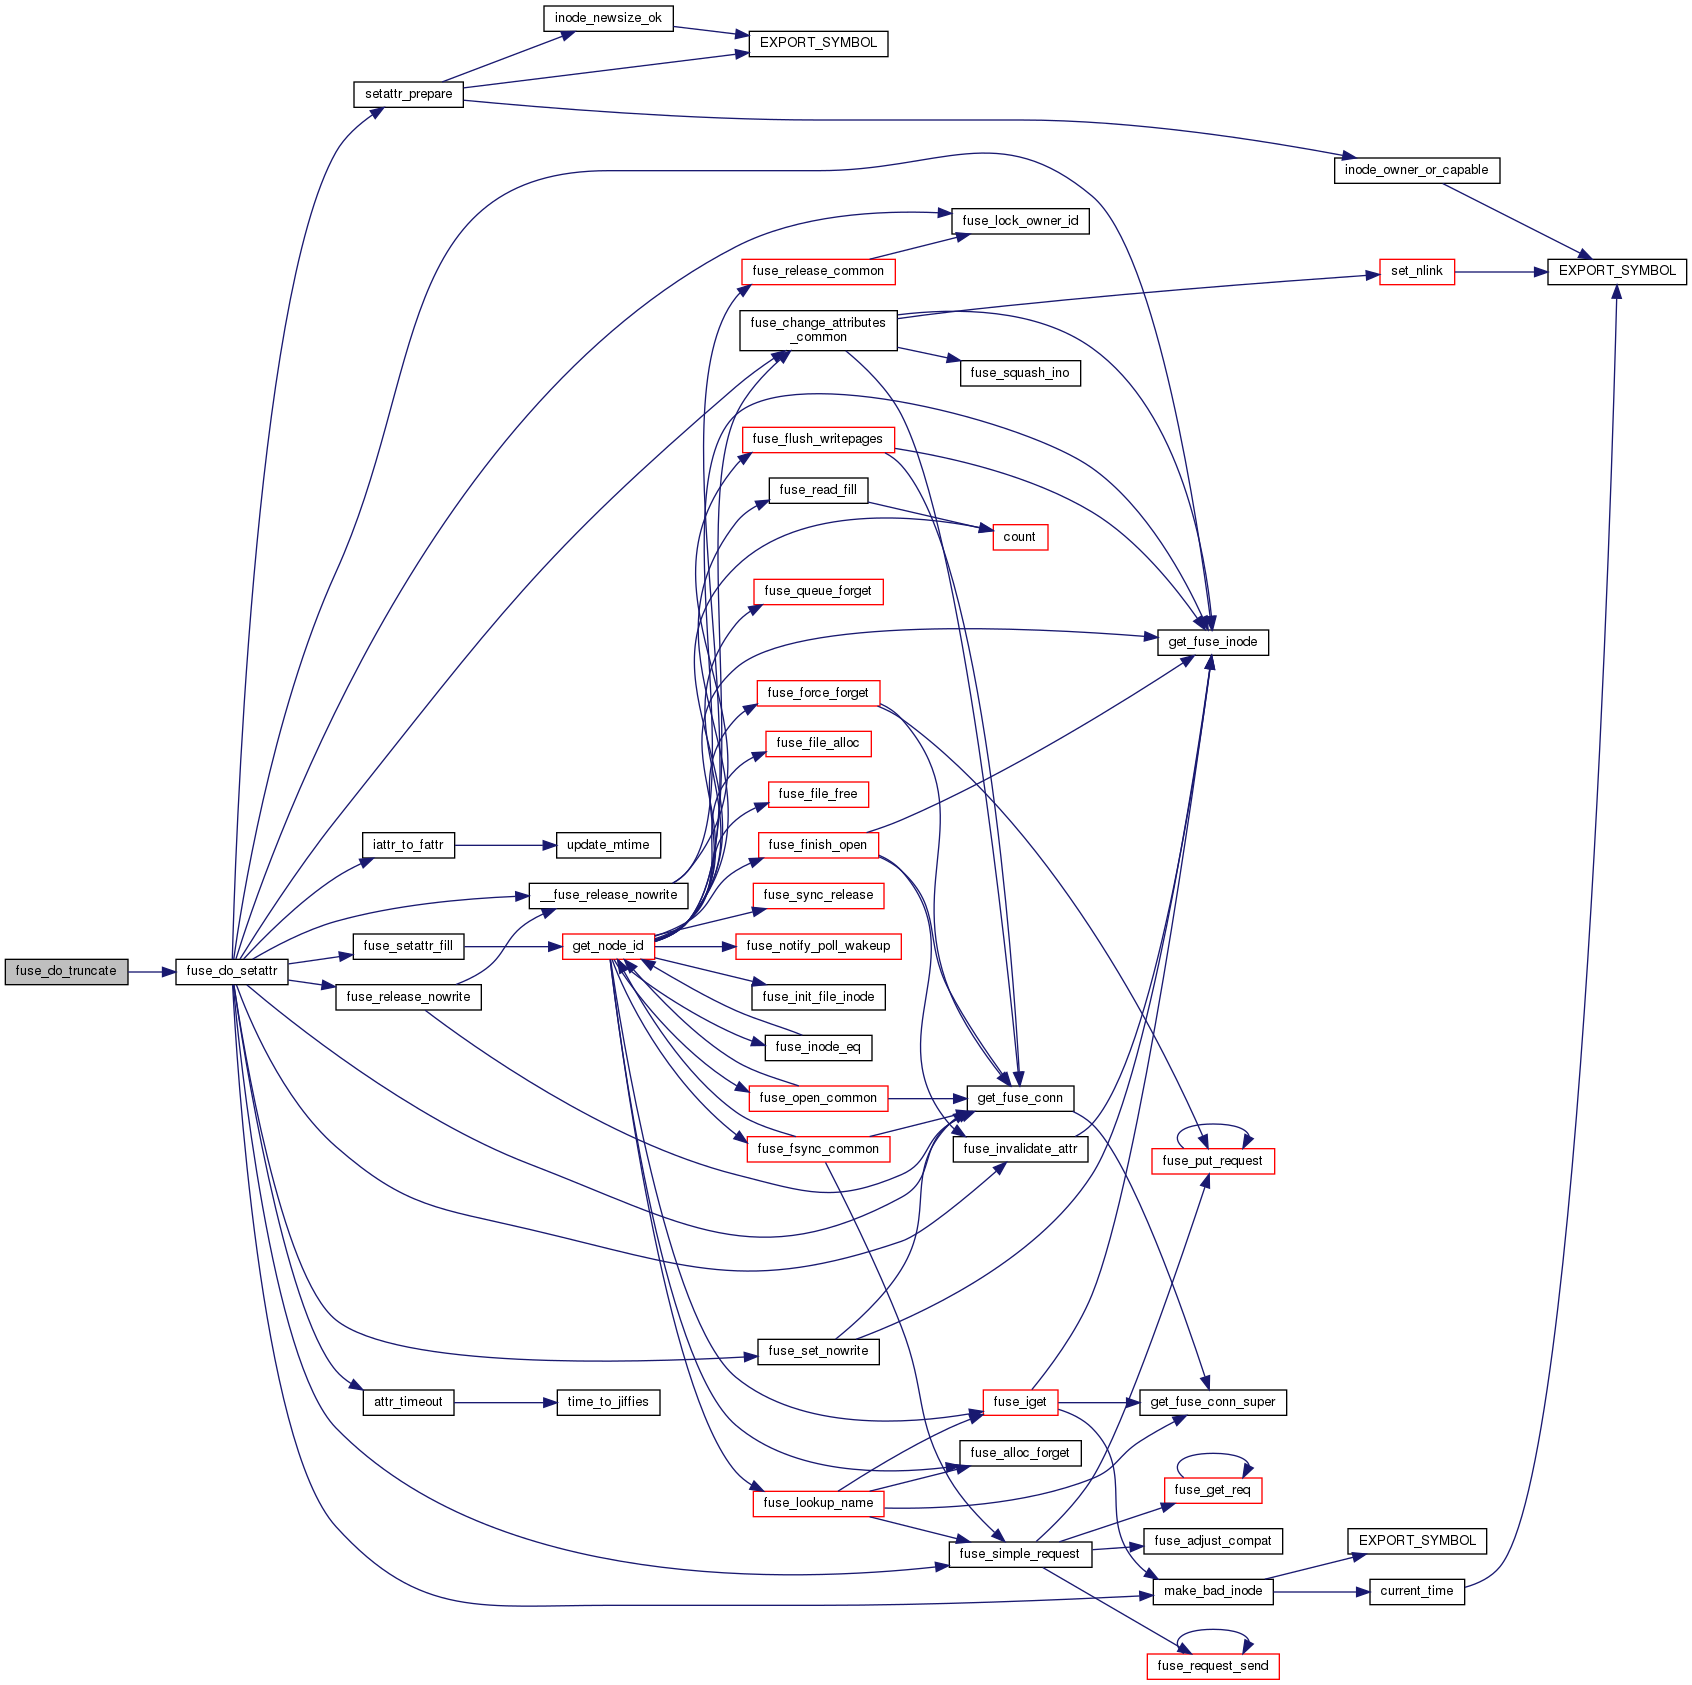 inode_newsize_ok
EXPORT_SYMBOL
setattr_prepare
inode_owner_or_capable
fuse_lock_owner_id
fuse_release_common
set_nlink
EXPORT_SYMBOL
fuse_change_attributes
_common
fuse_squash_ino
fuse_flush_writepages
fuse_read_fill
count
fuse_queue_forget
get_fuse_inode
fuse_force_forget
fuse_file_alloc
fuse_file_free
iattr_to_fattr
update_mtime
fuse_finish_open
__fuse_release_nowrite
fuse_sync_release
fuse_setattr_fill
get_node_id
fuse_notify_poll_wakeup
fuse_do_truncate
fuse_do_setattr
fuse_release_nowrite
fuse_init_file_inode
fuse_inode_eq
fuse_open_common
get_fuse_conn
fuse_fsync_common
fuse_invalidate_attr
fuse_put_request
fuse_set_nowrite
attr_timeout
time_to_jiffies
fuse_iget
get_fuse_conn_super
fuse_alloc_forget
fuse_get_req
fuse_lookup_name
fuse_adjust_compat
EXPORT_SYMBOL
fuse_simple_request
make_bad_inode
current_time
fuse_request_send